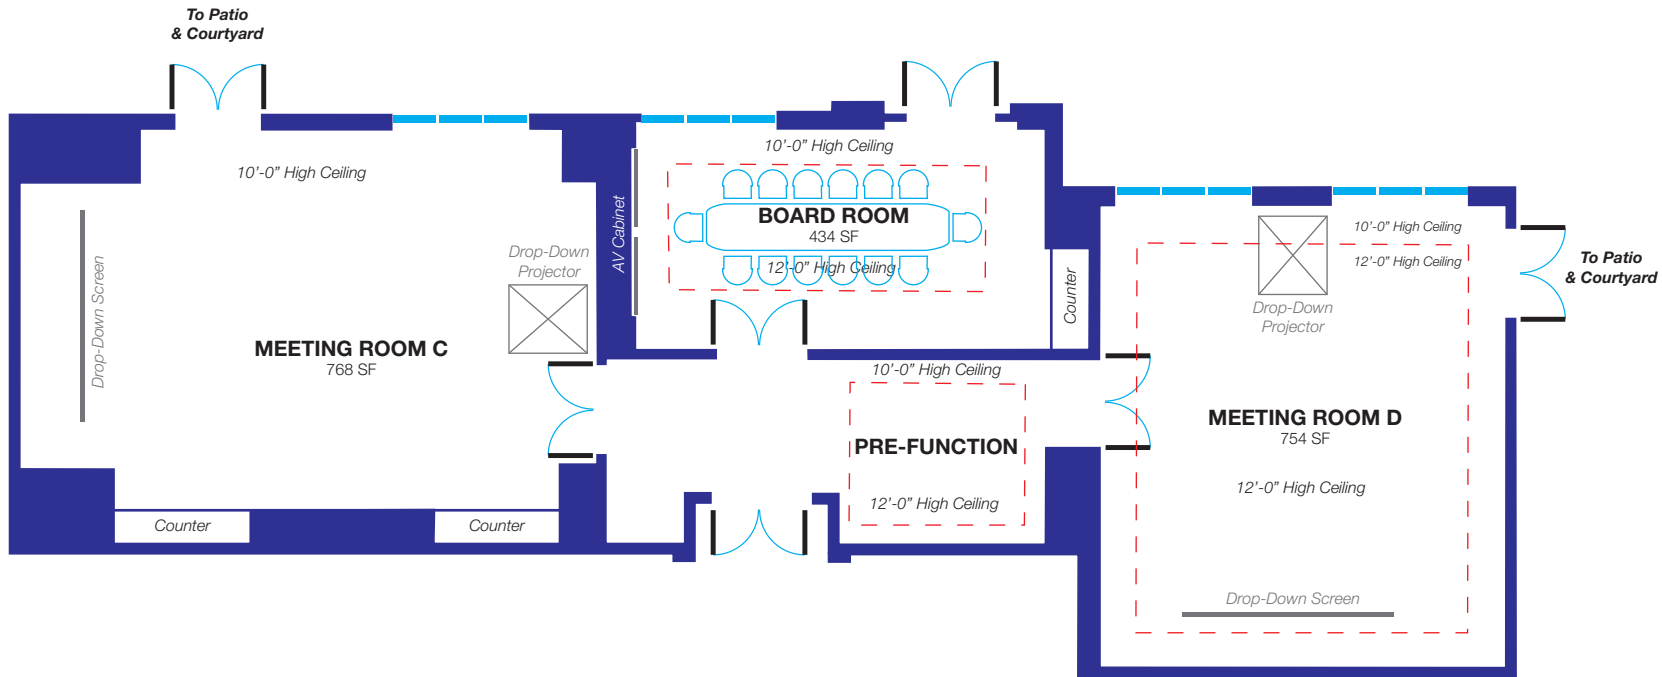 To Patio
& Courtyard
10’-0” High Ceiling
Drop-Down Screen
Drop-Down
Projector
MEETING ROOM C
768 SF
Counter
Counter
AV Cabinet
10’-0” High Ceiling
BOARD ROOM
434 SF
12’-0” High Ceiling
Counter
10’-0” High Ceiling
PRE-FUNCTION
12’-0” High Ceiling
10’-0” High Ceiling
12’-0” High Ceiling
To Patio
& Courtyard
Drop-Down
Projector
MEETING ROOM D
754 SF
12’-0” High Ceiling
Drop-Down Screen